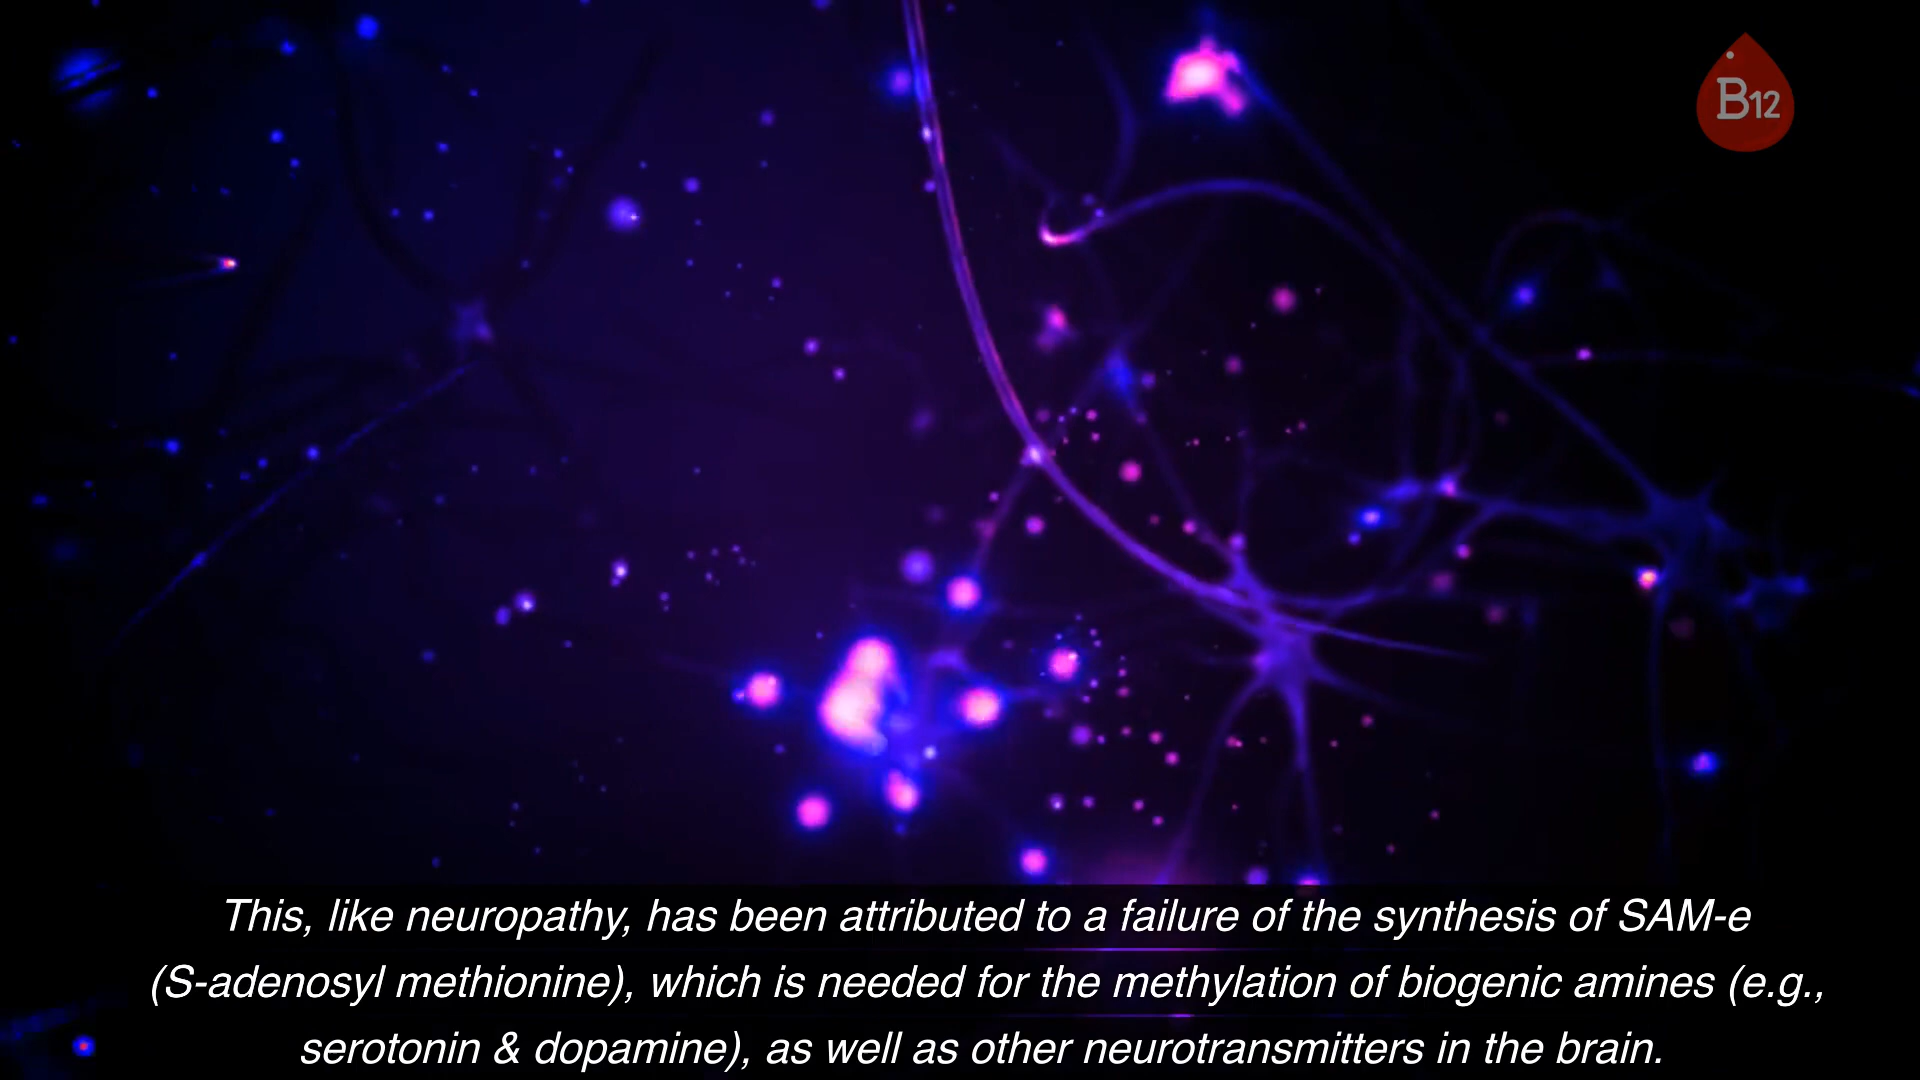 B12
This, like neuropathy, has been attributed to a failure of the synthesis of SAM-e
(S-adenosyl methionine), which is needed for the methylation of biogenic amines (e.g.,
serotonin & dopamine), as well as other neurotransmitters in the brain.